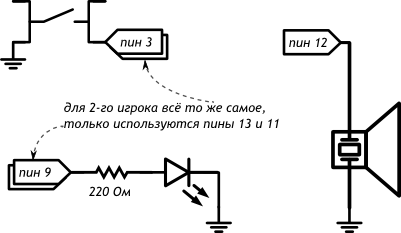 пин 3
пин 12
для 2-го игрока всё то же самое,
только используются пины 13 и 11
пин 9
220 Ом